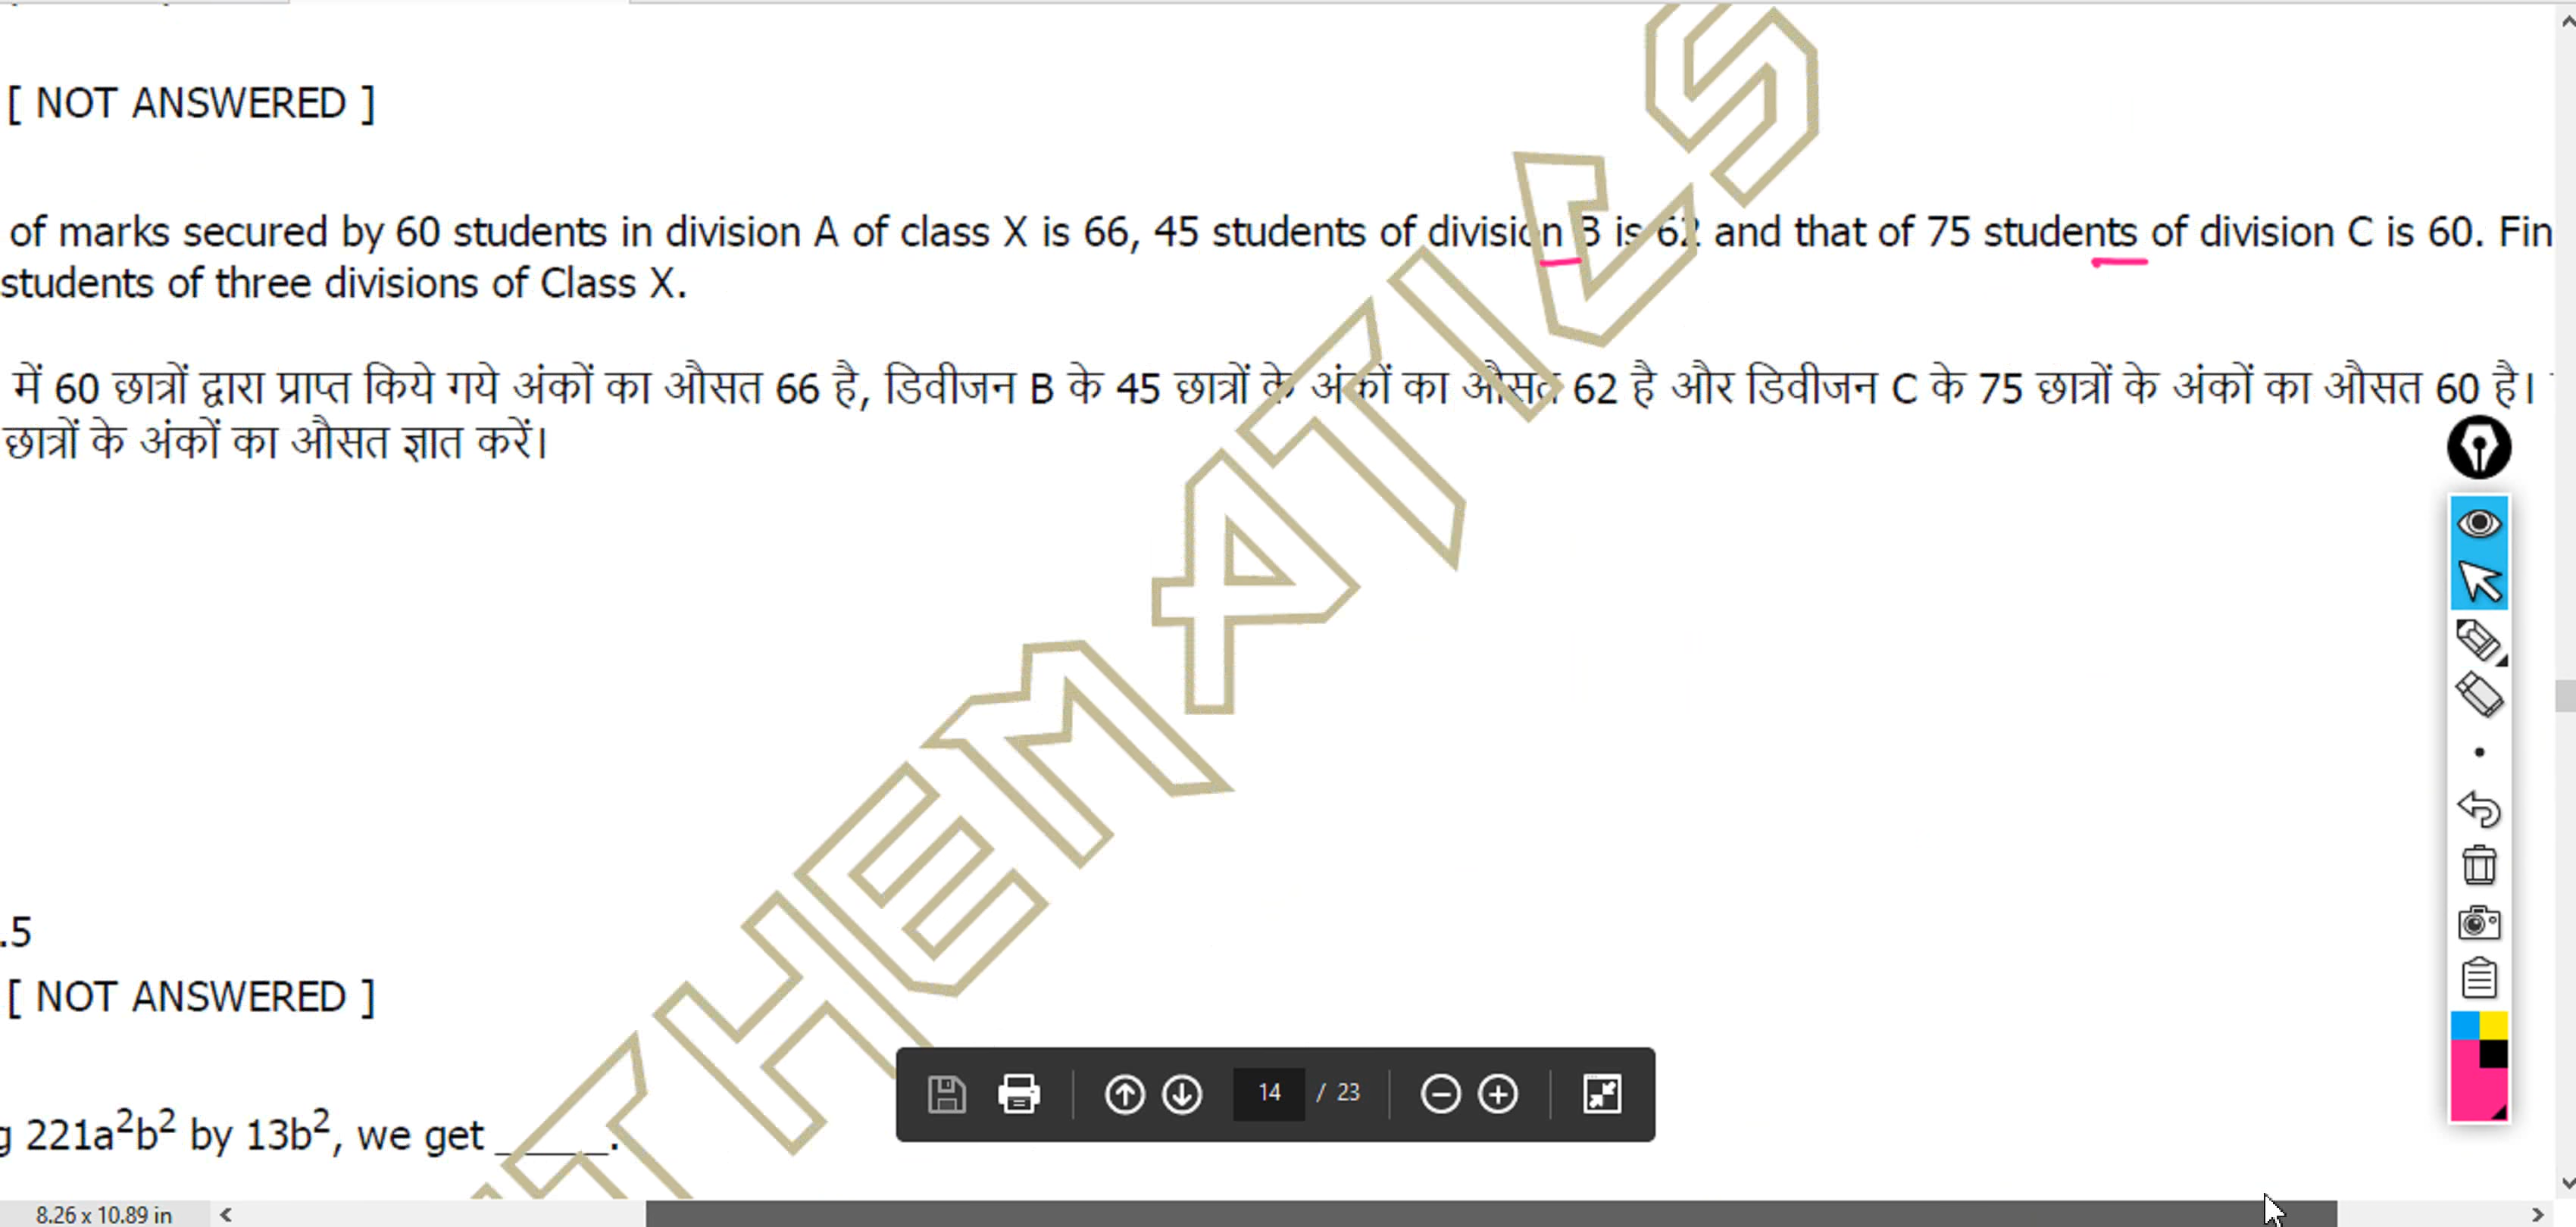 [ NOT ANSWERED ]
of marks secured by 60 students in division A of class X is 66, 45 students of division B is 62 and that of 75 students of division C is 60. Fin
students of three divisions of Class X.
में 60 छात्रों द्वारा प्राप्त किये गये अंकों का औसत 66 है, डिवीजन B के 45 छात्रों के अंकों का औसत 62 है और डिवीजन C के 75 छात्रों के अंकों का औसत 60 है।
छात्रों के अंकों का औसत ज्ञात करें।
THEMATICS
.5
[ NOT ANSWERED ]
g 221a²b² by 13b², we get _____.
14 / 23
8.26 x 10.89 in